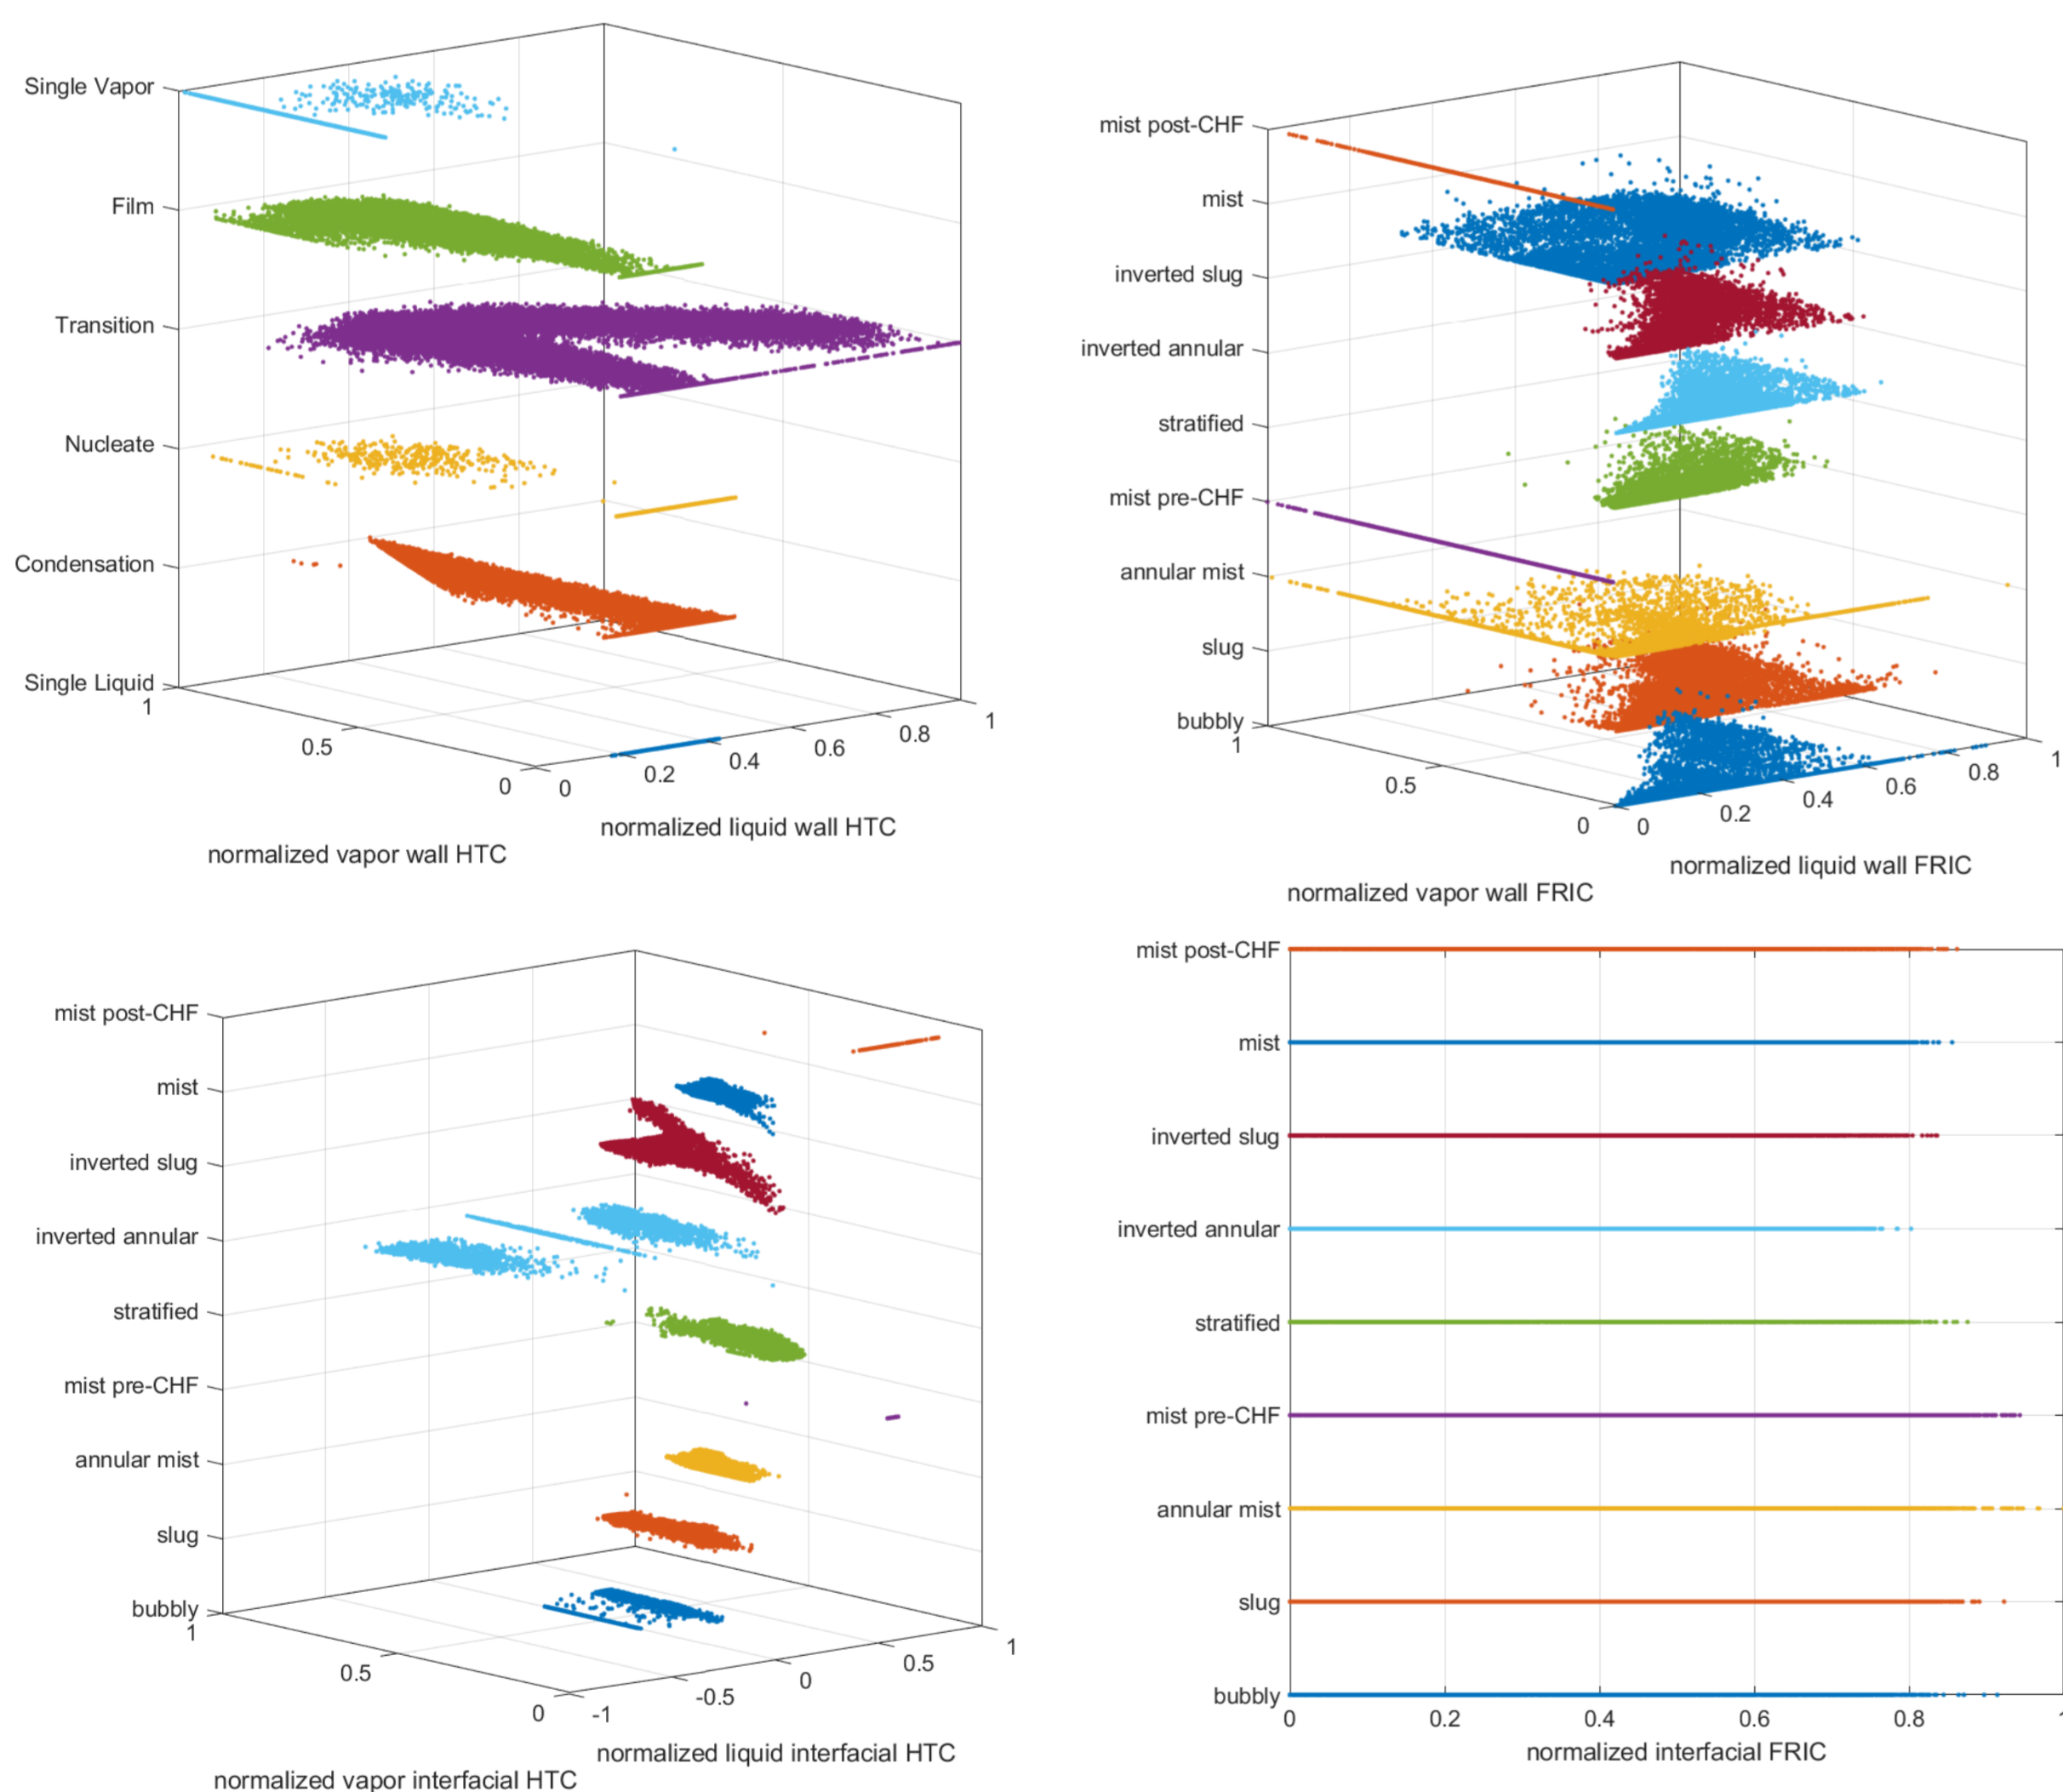 Single Vapor
Film
Transition
Nucleate
Condensation
Single Liquid
1
0.5
0
0
0.2
0.4
0.6
0.8
1
normalized liquid wall HTC
normalized vapor wall HTC
mist post-CHF
mist
inverted slug
inverted annular
stratified
mist pre-CHF
annular mist
slug
bubbly
1
0.5
0
0
0.2
0.4
0.6
0.8
1
normalized liquid wall FRIC
normalized vapor wall FRIC
mist post-CHF
mist
inverted slug
inverted annular
stratified
mist pre-CHF
annular mist
slug
bubbly
1
0.5
0
-1
-0.5
0
0.5
1
normalized liquid interfacial HTC
normalized vapor interfacial HTC
mist post-CHF
mist
inverted slug
inverted annular
stratified
mist pre-CHF
annular mist
slug
bubbly
0
0.2
0.4
0.6
0.8
normalized interfacial FRIC